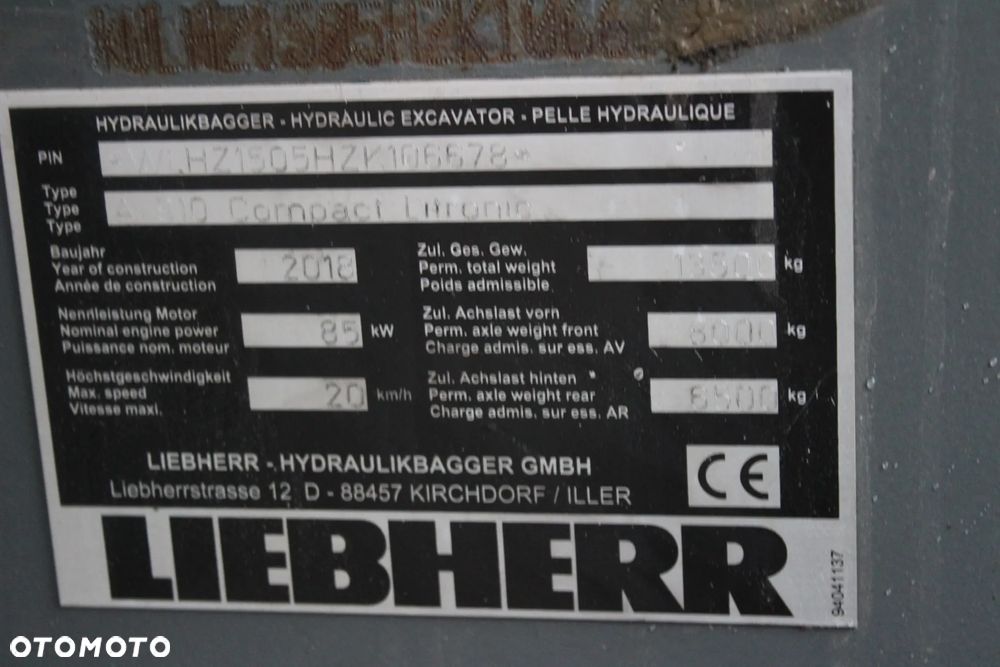 HYDRAULIKBAGGER - HYDRAULIC EXCAVATOR - PELLE HYDRAULIQUE
PIN *WLHZ1505HZK106678*
Type
Type
Type
Compact Litronic
Baujahr
Year of construction
Année de construction
2018
Zul. Ges. Gew.
Perm. total weight
Poids admissible
13500 kg
Nennleistung Motor
Nominal engine power
Puissance nom. moteur
85 kW
Zul. Achslast vorn
Perm. axle weight front
Charge admis. sur ess. AV
8000 kg
Höchstgeschwindigkeit
Max. speed
Vitesse maxi.
20 km/h
Zul. Achslast hinten
Perm. axle weight rear
Charge admis. sur ess. AR
kg
LIEBHERR - HYDRAULIKBAGGER GMBH
Liebherrstrasse 12 D - 88457 KIRCHDORF / ILLER
CE
LIEBHERR
94041137
OTOMOTO